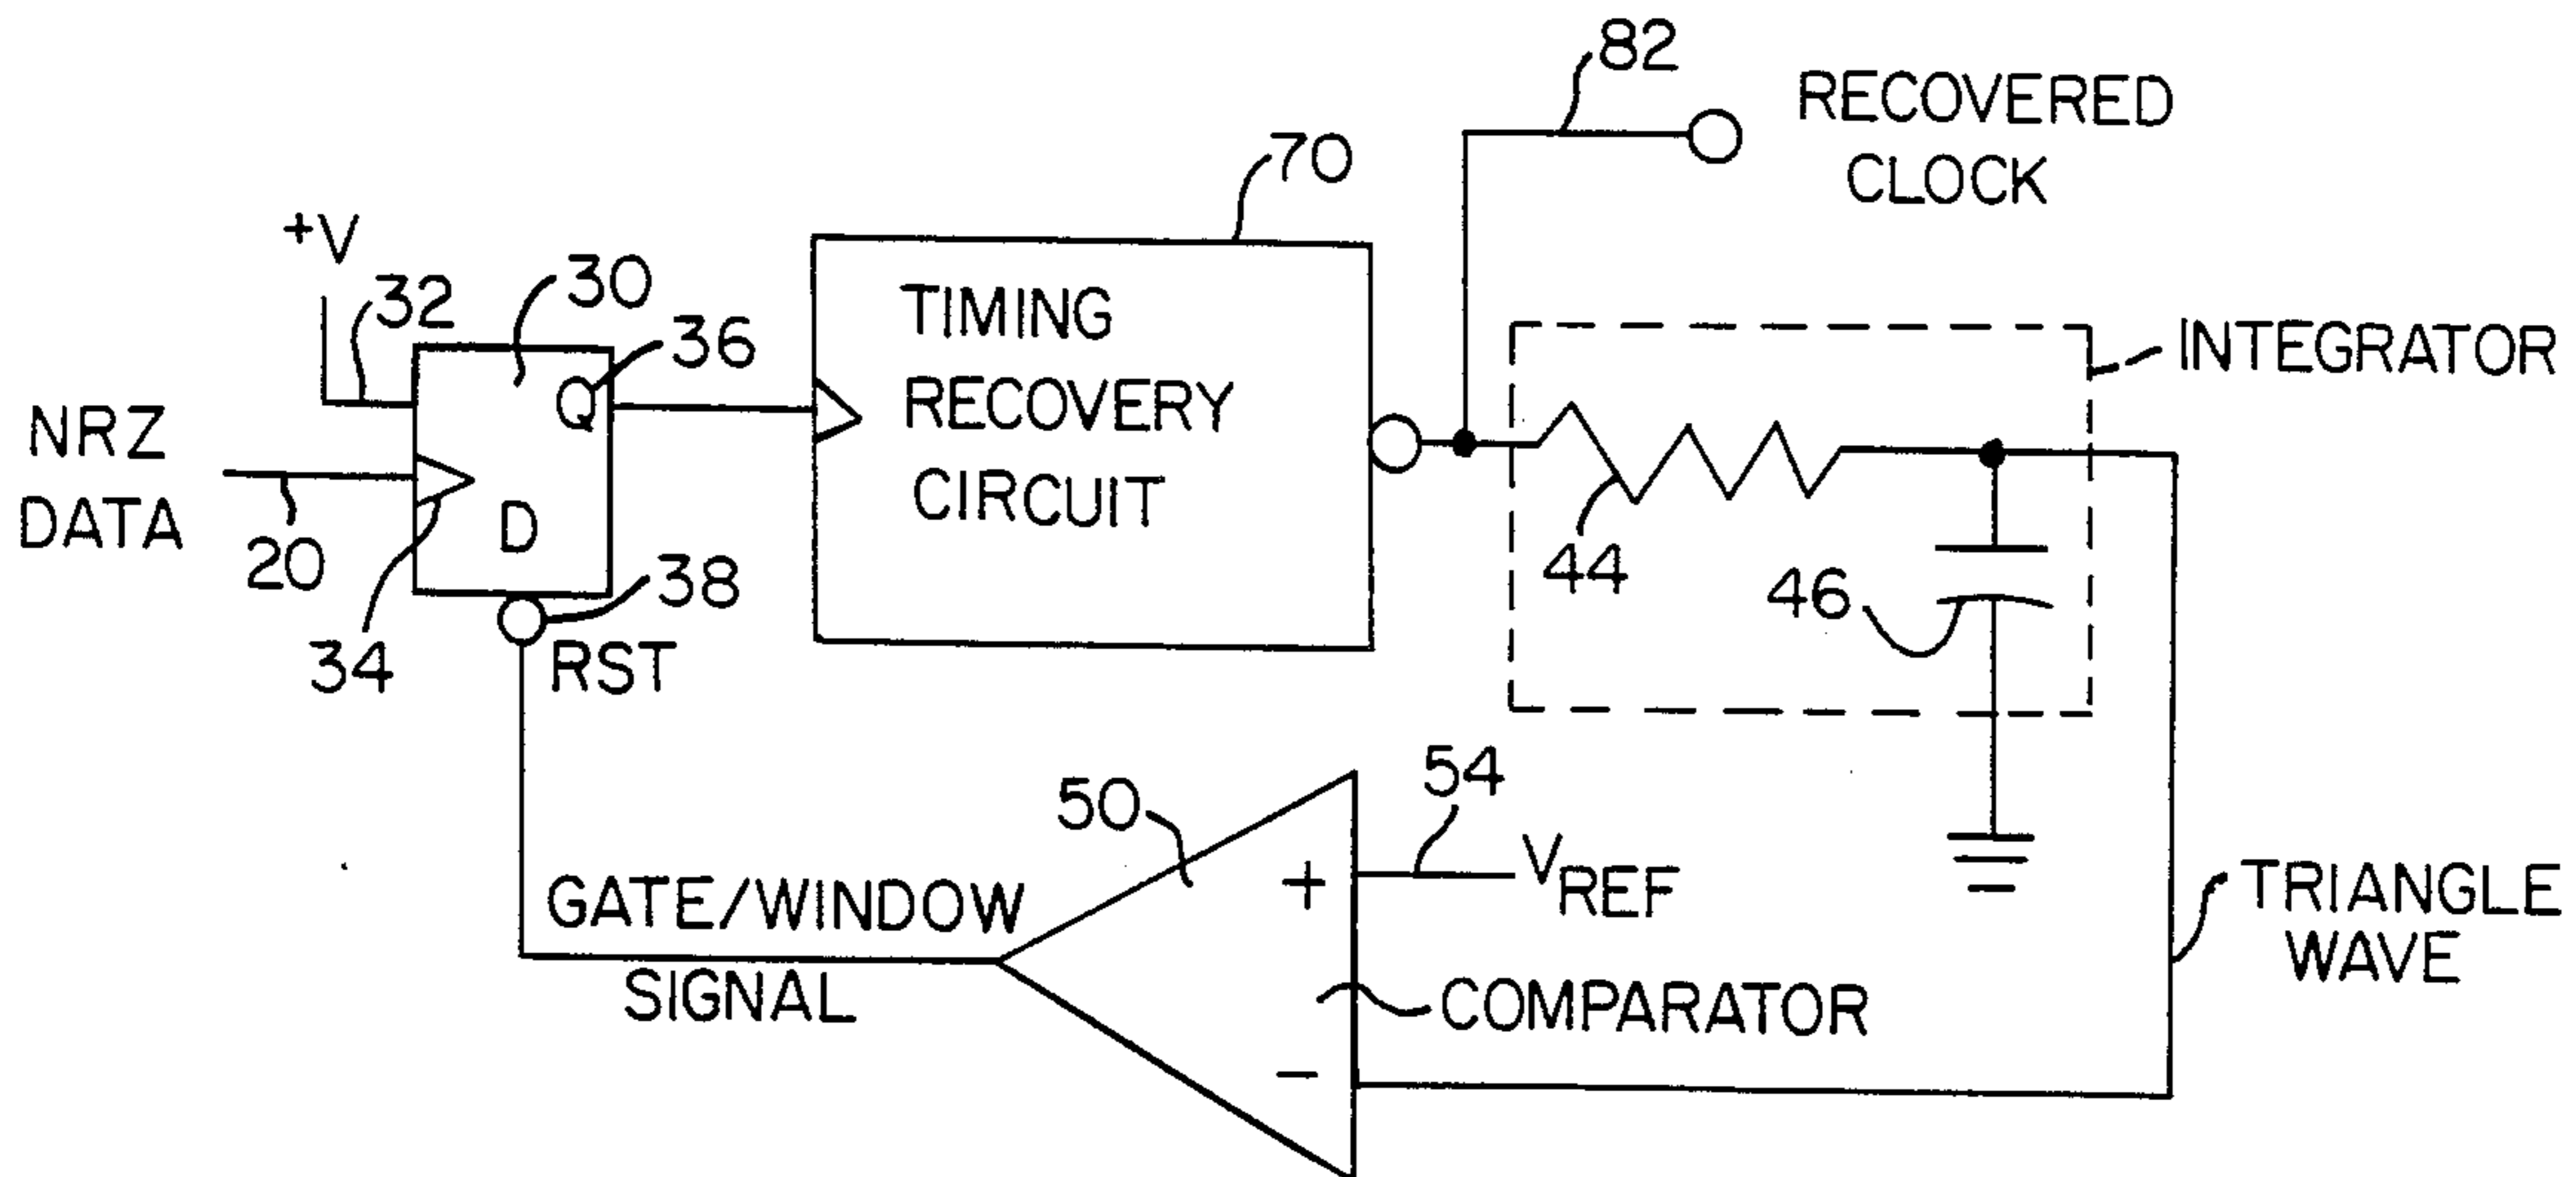 82
RECOVERED
CLOCK
70
+V
32
30
36
Q
TIMING
RECOVERY
CIRCUIT
INTEGRATOR
NRZ
DATA
20
34
D
38
RST
44
46
50
54
+
VREF
GATE/WINDOW
SIGNAL
COMPARATOR
−
TRIANGLE
WAVE